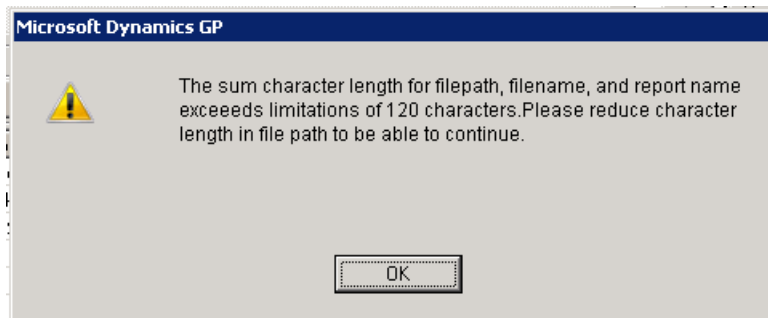 Microsoft Dynamics GP
The sum character length for filepath, filename, and report name
exceeeds limitations of 120 characters.Please reduce character
length in file path to be able to continue.
OK